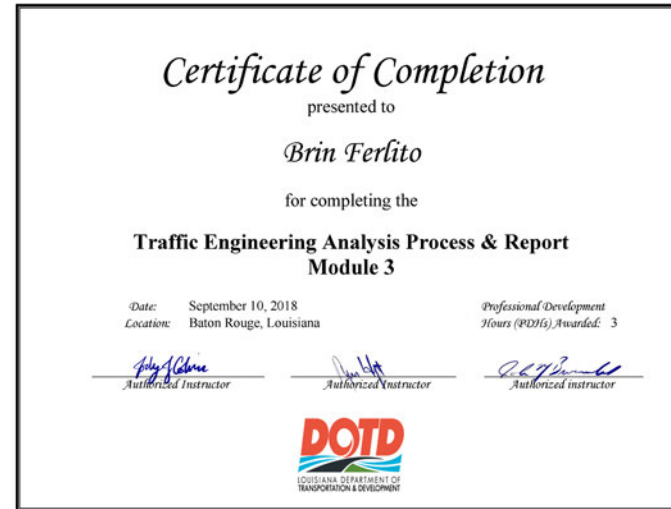 Certificate of Completion
presented to
Brin Ferlito
for completing the
Traffic Engineering Analysis Process & Report
Module 3
Date: September 10, 2018
Location: Baton Rouge, Louisiana
Professional Development
Hours (PDHs) Awarded: 3
Authorized Instructor
Authorized Instructor
Authorized instructor
DOTD
LOUISIANA DEPARTMENT OF
TRANSPORTATION & DEVELOPMENT